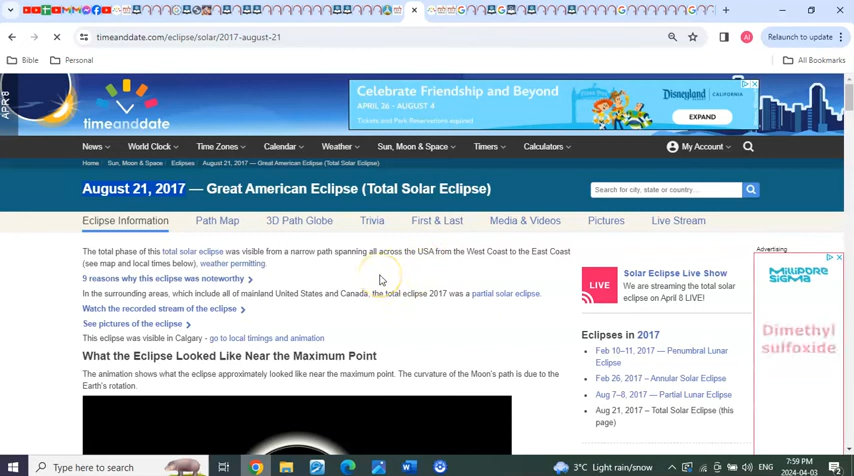 timeanddate.com/eclipse/solar/2017-august-21
AI
Relaunch to update
Bible
Personal
All Bookmarks
APR 8
timeanddate
Celebrate Friendship and Beyond
APRIL 26 - AUGUST 4
Tickets and Park Reservations required
Disneyland
CALIFORNIA
EXPAND
News
World Clock
Time Zones
Calendar
Weather
Sun, Moon & Space
Timers
Calculators
My Account
Home
Sun, Moon & Space
Eclipses
August 21, 2017 — Great American Eclipse (Total Solar Eclipse)
August 21, 2017 — Great American Eclipse (Total Solar Eclipse)
Search for city, state or country…
Eclipse Information
Path Map
3D Path Globe
Trivia
First & Last
Media & Videos
Pictures
Live Stream
The total phase of this total solar eclipse was visible from a narrow path spanning all across the USA from the West Coast to the East Coast
(see map and local times below), weather permitting.
9 reasons why this eclipse was noteworthy
In the surrounding areas, which include all of mainland United States and Canada, the total eclipse 2017 was a partial solar eclipse.
Watch the recorded stream of the eclipse
See pictures of the eclipse
This eclipse was visible in Calgary - go to local timings and animation
What the Eclipse Looked Like Near the Maximum Point
The animation shows what the eclipse approximately looked like near the maximum point. The curvature of the Moon's path is due to the
Earth's rotation.
LIVE
Solar Eclipse Live Show
We are streaming the total
solar eclipse on April 8 LIVE!
Eclipses in 2017
Feb 10–11, 2017 — Penumbral Lunar
Eclipse
Feb 26, 2017 — Annular Solar Eclipse
Aug 7–8, 2017 — Partial Lunar Eclipse
Aug 21, 2017 — Total Solar Eclipse (this
page)
Advertising
Millipore
SIGMA
Dimethyl
sulfoxide
Type here to search
3°C Light rain/snow
ENG
7:59 PM
2024-04-03
2